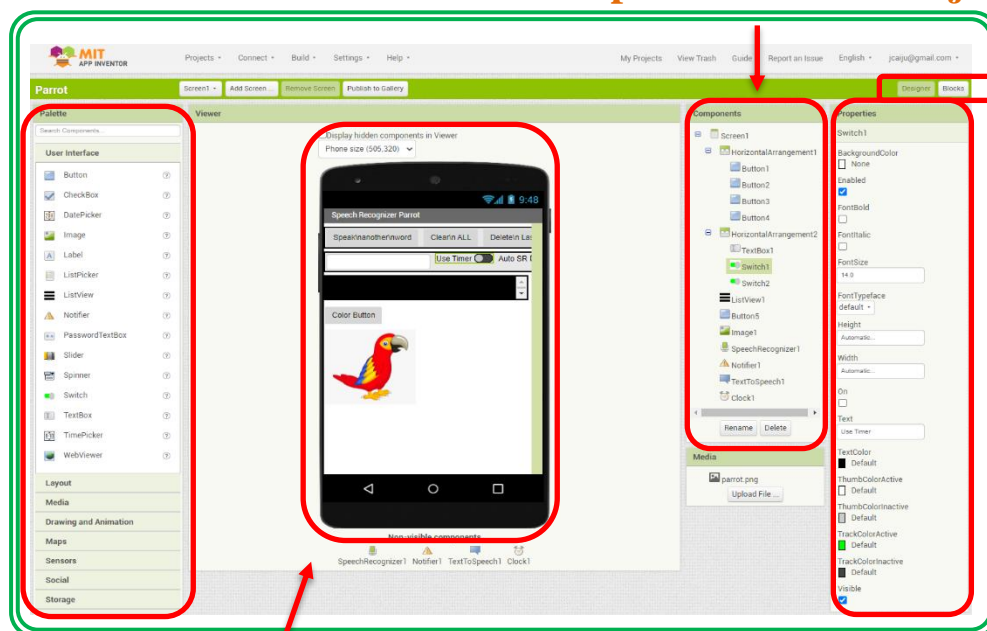 MIT
APP INVENTOR
Projects Connect Build Settings Help
My Projects View Trash Guide Report an Issue English jcaiju@gmail.com
Parrot
Screen1 Add Screen ... Remove Screen Publish to Gallery
Designer Blocks
Palette
Search Components...
User Interface
Button
CheckBox
DatePicker
Image
Label
ListPicker
ListView
Notifier
PasswordTextBox
Slider
Spinner
Switch
TextBox
TimePicker
WebViewer
Layout
Media
Drawing and Animation
Maps
Sensors
Social
Storage
Viewer
Display hidden components in Viewer
Phone size (505,320)
9:48
Speech Recognizer Parrot
Speak\nanother\nword Clear\n ALL Delete\n Las
Use Timer Auto SR
Color Button
Non-visible components
SpeechRecognizer1 Notifier1 TextToSpeech1 Clock1
Components
Screen1
HorizontalArrangement1
Button1
Button2
Button3
Button4
HorizontalArrangement2
TextBox1
Switch1
Switch2
ListView1
Button5
Image1
SpeechRecognizer1
Notifier1
TextToSpeech1
Clock1
Rename Delete
Media
parrot.png
Upload File ...
Properties
Switch1
BackgroundColor
None
Enabled
FontBold
FontItalic
FontSize
14.0
FontTypeface
default
Height
Automatic...
Width
Automatic...
On
Text
Use Timer
TextColor
Default
ThumbColorActive
Default
ThumbColorInactive
Default
TrackColorActive
Default
TrackColorInactive
Default
Visible